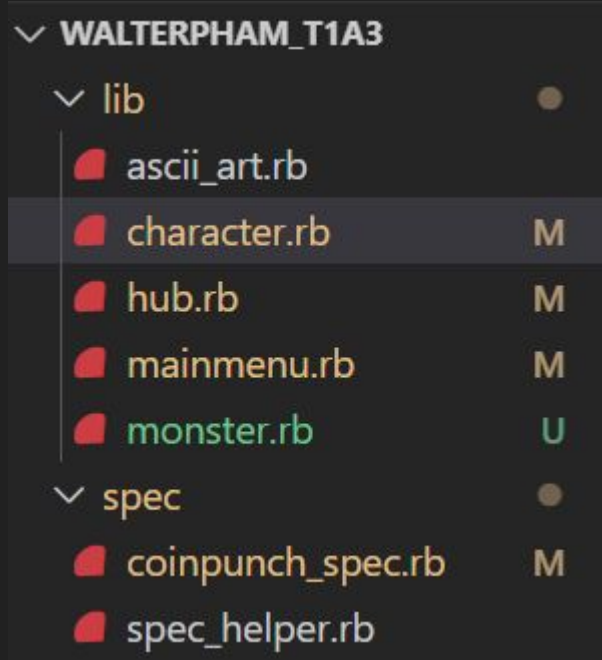 WALTERPHAM_T1A3
lib
ascii_art.rb
character.rb M
hub.rb M
mainmenu.rb M
monster.rb U
spec
coinpunch_spec.rb M
spec_helper.rb